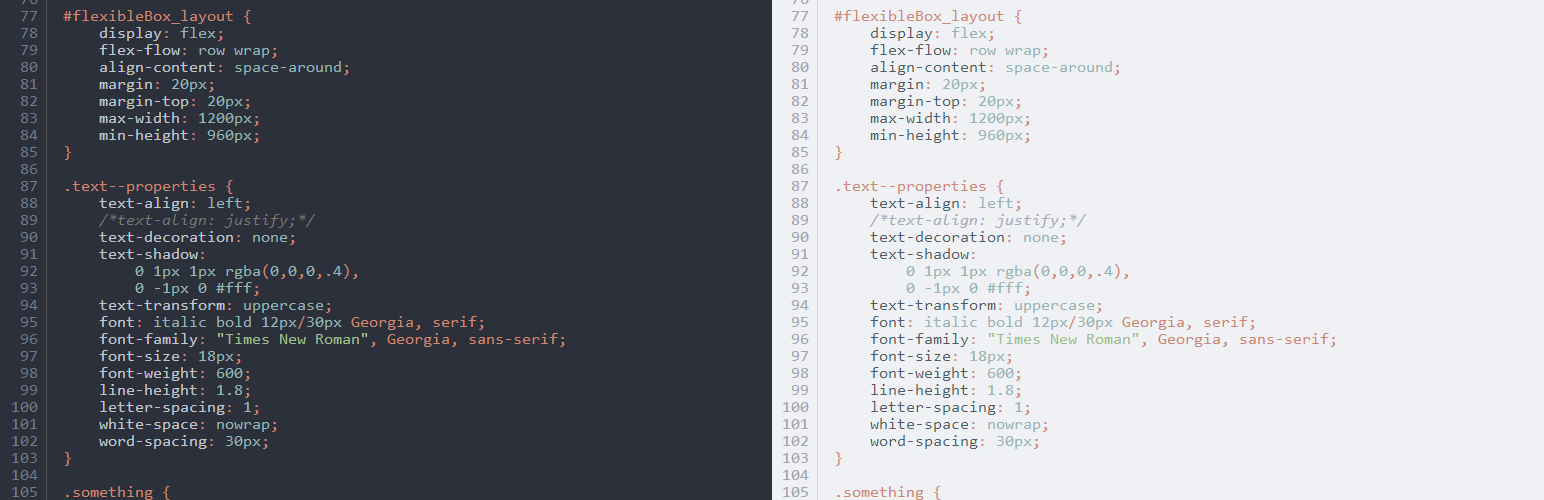 77 #flexibleBox_layout {
78 display: flex;
79 flex-flow: row wrap;
80 align-content: space-around;
81 margin: 20px;
82 margin-top: 20px;
83 max-width: 1200px;
84 min-height: 960px;
85 }
86
87 .text--properties {
88 text-align: left;
89 /*text-align: justify;*/
90 text-decoration: none;
91 text-shadow:
92 0 1px 1px rgba(0,0,0,.4),
93 0 -1px 0 #fff;
94 text-transform: uppercase;
95 font: italic bold 12px/30px Georgia, serif;
96 font-family: "Times New Roman", Georgia, sans-serif;
97 font-size: 18px;
98 font-weight: 600;
99 line-height: 1.8;
100 letter-spacing: 1;
101 white-space: nowrap;
102 word-spacing: 30px;
103 }
104
105 .something {
77 #flexibleBox_layout {
78 display: flex;
79 flex-flow: row wrap;
80 align-content: space-around;
81 margin: 20px;
82 margin-top: 20px;
83 max-width: 1200px;
84 min-height: 960px;
85 }
86
87 .text--properties {
88 text-align: left;
89 /*text-align: justify;*/
90 text-decoration: none;
91 text-shadow:
92 0 1px 1px rgba(0,0,0,.4),
93 0 -1px 0 #fff;
94 text-transform: uppercase;
95 font: italic bold 12px/30px Georgia, serif;
96 font-family: "Times New Roman", Georgia, sans-serif;
97 font-size: 18px;
98 font-weight: 600;
99 line-height: 1.8;
100 letter-spacing: 1;
101 white-space: nowrap;
102 word-spacing: 30px;
103 }
104
105 .something {